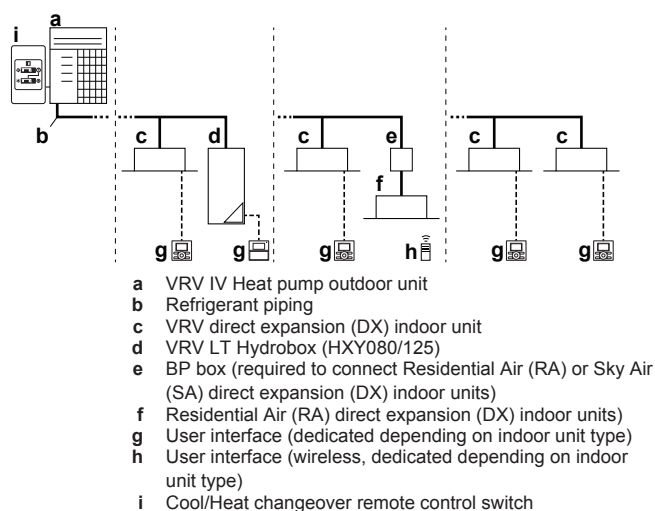 a
i
b
c d c e c c
f
g g g h g g
a VRV IV Heat pump outdoor unit
b Refrigerant piping
c VRV direct expansion (DX) indoor unit
d VRV LT Hydrobox (HXY080/125)
e BP box (required to connect Residential Air (RA) or Sky Air
(SA) direct expansion (DX) indoor units)
f Residential Air (RA) direct expansion (DX) indoor units)
g User interface (dedicated depending on indoor unit type)
h User interface (wireless, dedicated depending on indoor
unit type)
i Cool/Heat changeover remote control switch